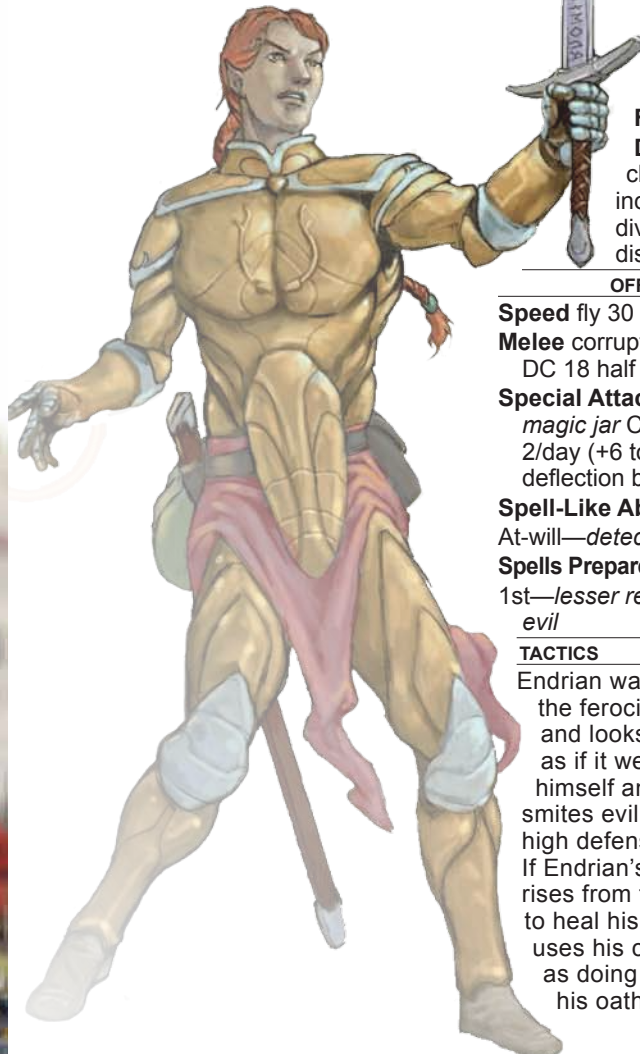 F
D
cl
inc
div
dis
OFF
Speed fly 30
Melee corrupt
DC 18 half
Special Attac
magic jar C
2/day (+6 to
deflection b
Spell-Like Ab
At-will—detec
Spells Prepare
1st—lesser re
evil
TACTICS
Endrian wa
the feroci
and looks
as if it we
himself an
smites evil
high defens
If Endrian's
rises from
to heal his
uses his c
as doing
his oath